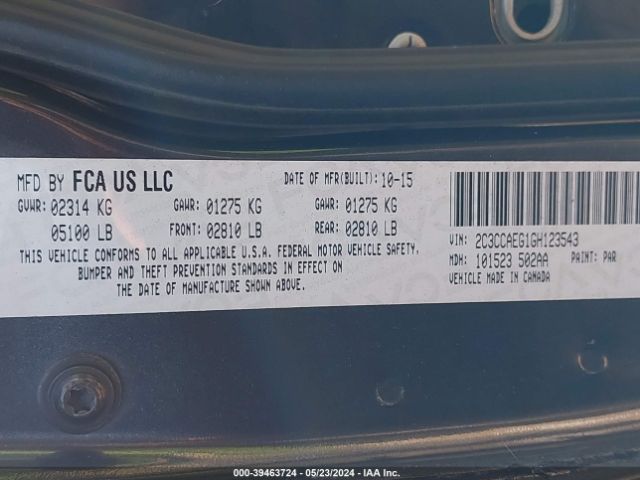 MFD BY FCA US LLC DATE OF MFR(BUILT): 10-15
GVWR: 02314 KG GAWR: 01275 KG GAWR: 01275 KG
05100 LB FRONT: 02810 LB REAR: 02810 LB
THIS VEHICLE CONFORMS TO ALL APPLICABLE U.S.A. FEDERAL MOTOR VEHICLE SAFETY,
BUMPER AND THEFT PREVENTION STANDARDS IN EFFECT ON
THE DATE OF MANUFACTURE SHOWN ABOVE.
VIN: 2C3CCAEG1GH123543
MDH: 101523 502AA PAINT: PAR
VEHICLE MADE IN CANADA
000-39463724 - 05/23/2024 - IAA Inc.